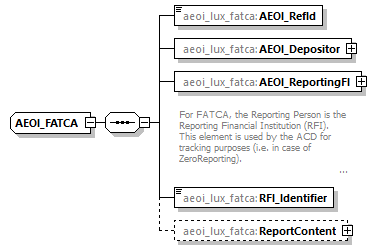 aeoi_lux_fatca:AEOI_RefId
aeoi_lux_fatca:AEOI_Depositor
aeoi_lux_fatca:AEOI_ReportingFI
AEOI_FATCA
For FATCA, the Reporting Person is the
Reporting Financial Institution (RFI).
This element is used by the ACD for
tracking purposes (i.e. in case of
ZeroReporting).
...
aeoi_lux_fatca:RFI_Identifier
aeoi_lux_fatca:ReportContent